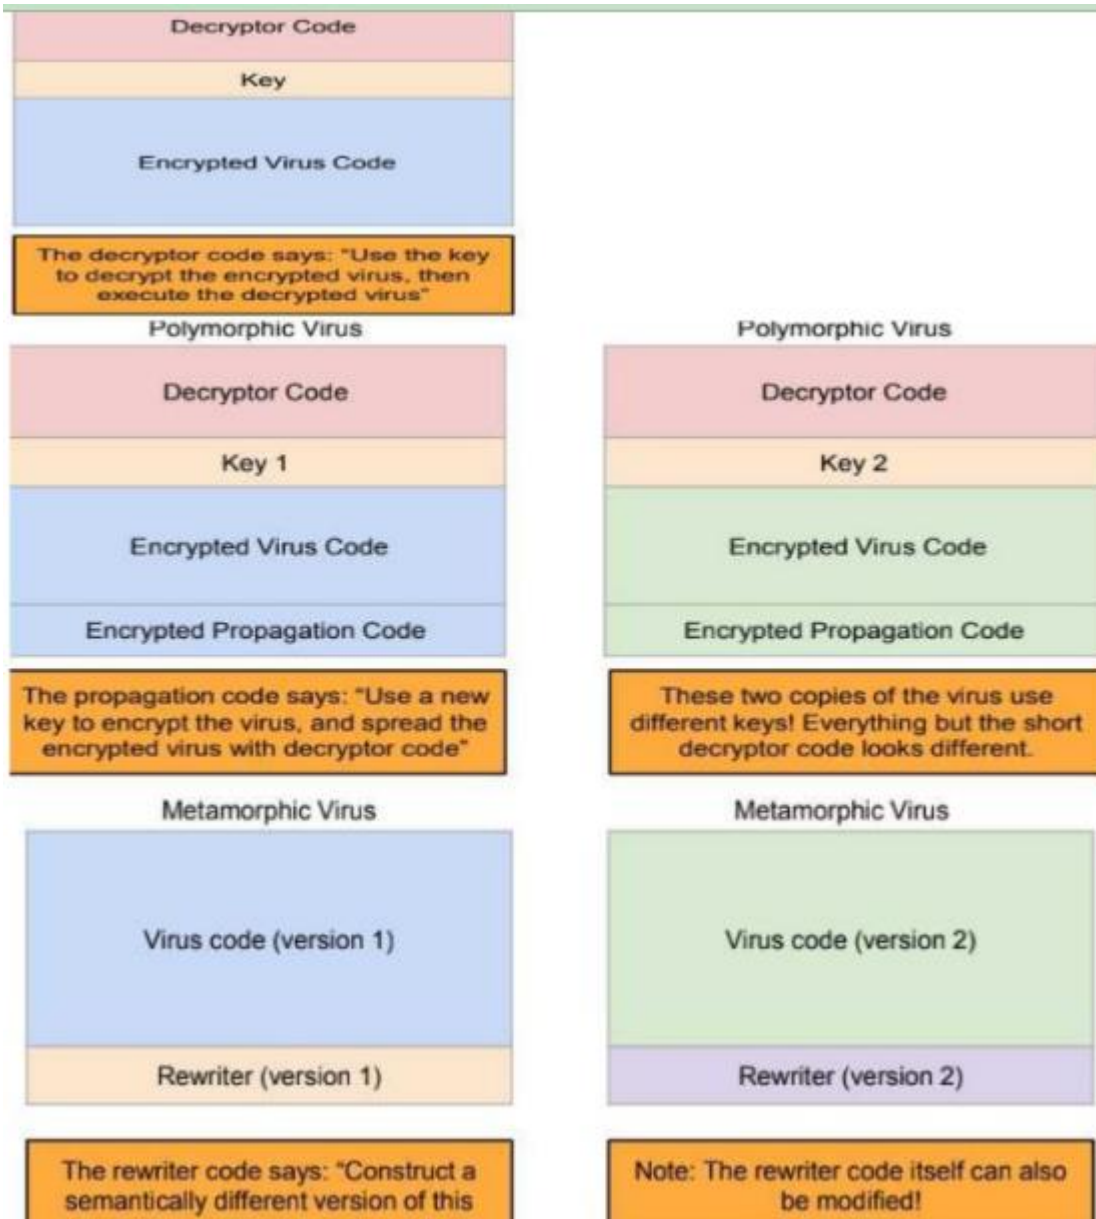 Decryptor Code
Key
Encrypted Virus Code
The decryptor code says: "Use the key
to decrypt the encrypted virus, then
execute the decrypted virus"
Polymorphic Virus
Decryptor Code
Key 1
Encrypted Virus Code
Encrypted Propagation Code
The propagation code says: "Use a new
key to encrypt the virus, and spread the
encrypted virus with decryptor code"
Polymorphic Virus
Decryptor Code
Key 2
Encrypted Virus Code
Encrypted Propagation Code
These two copies of the virus use
different keys! Everything but the short
decryptor code looks different.
Metamorphic Virus
Virus code (version 1)
Rewriter (version 1)
The rewriter code says: "Construct a
semantically different version of this
Metamorphic Virus
Virus code (version 2)
Rewriter (version 2)
Note: The rewriter code itself can also
be modified!